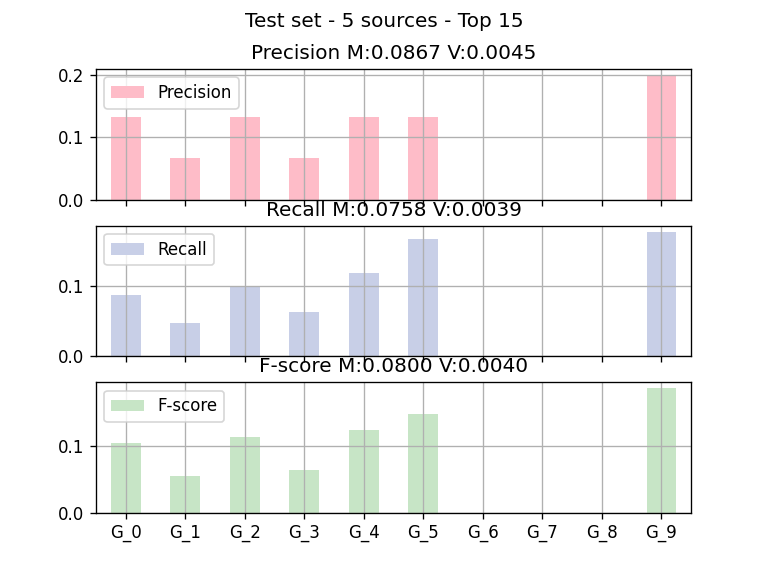 Test set - 5 sources - Top 15
Precision M:0.0867 V:0.0045
0.2
Precision
0.1
0.0
Recall M:0.0758 V:0.0039
Recall
0.1
0.0
F-score M:0.0800 V:0.0040
F-score
0.1
0.0
G_0 G_1 G_2 G_3 G_4 G_5 G_6 G_7 G_8 G_9